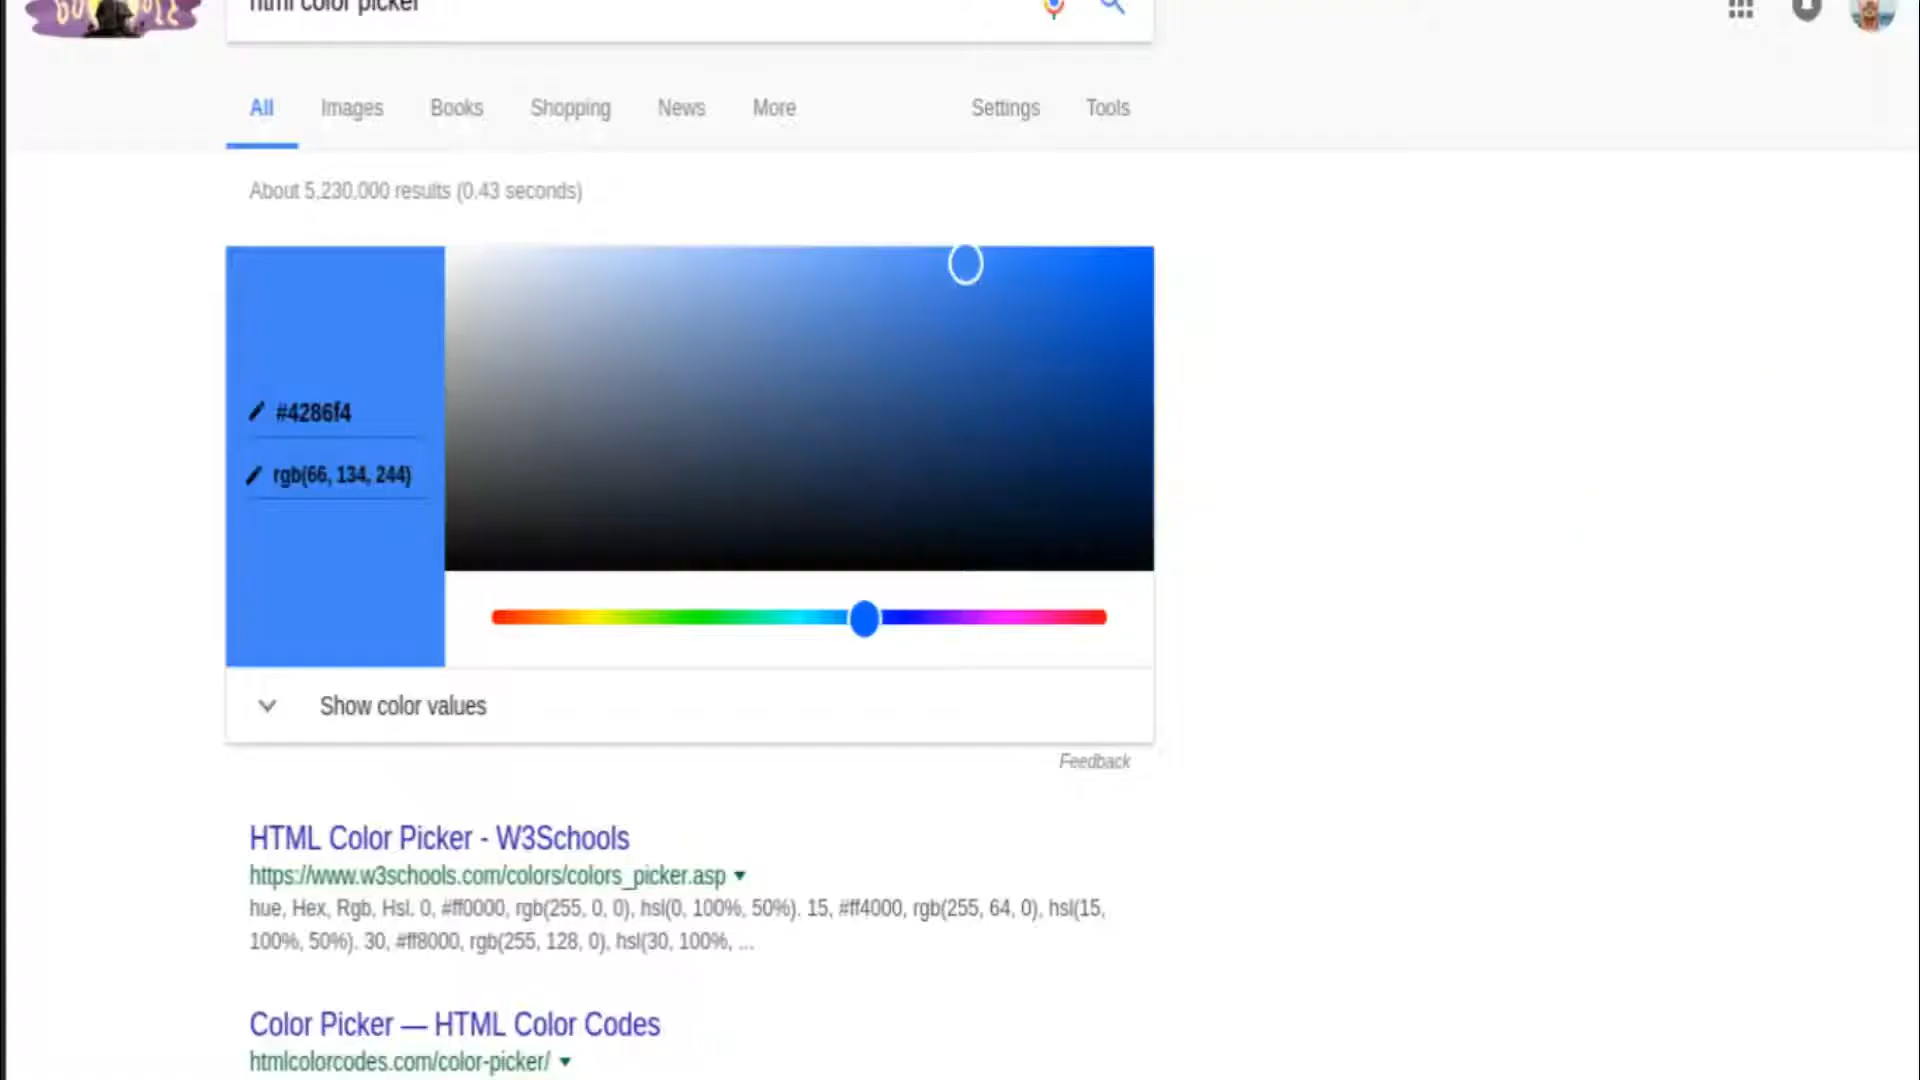 html color picker
All Images Books Shopping News More Settings Tools
About 5,230,000 results (0.43 seconds)
#4286f4
rgb(66, 134, 244)
Show color values
Feedback
HTML Color Picker - W3Schools
https://www.w3schools.com/colors/colors_picker.asp
hue, Hex, Rgb, Hsl. 0, #ff0000, rgb(255, 0, 0), hsl(0, 100%, 50%). 15, #ff4000, rgb(255, 64, 0), hsl(15,
100%, 50%). 30, #ff8000, rgb(255, 128, 0), hsl(30, 100%, ...
Color Picker — HTML Color Codes
htmlcolorcodes.com/color-picker/